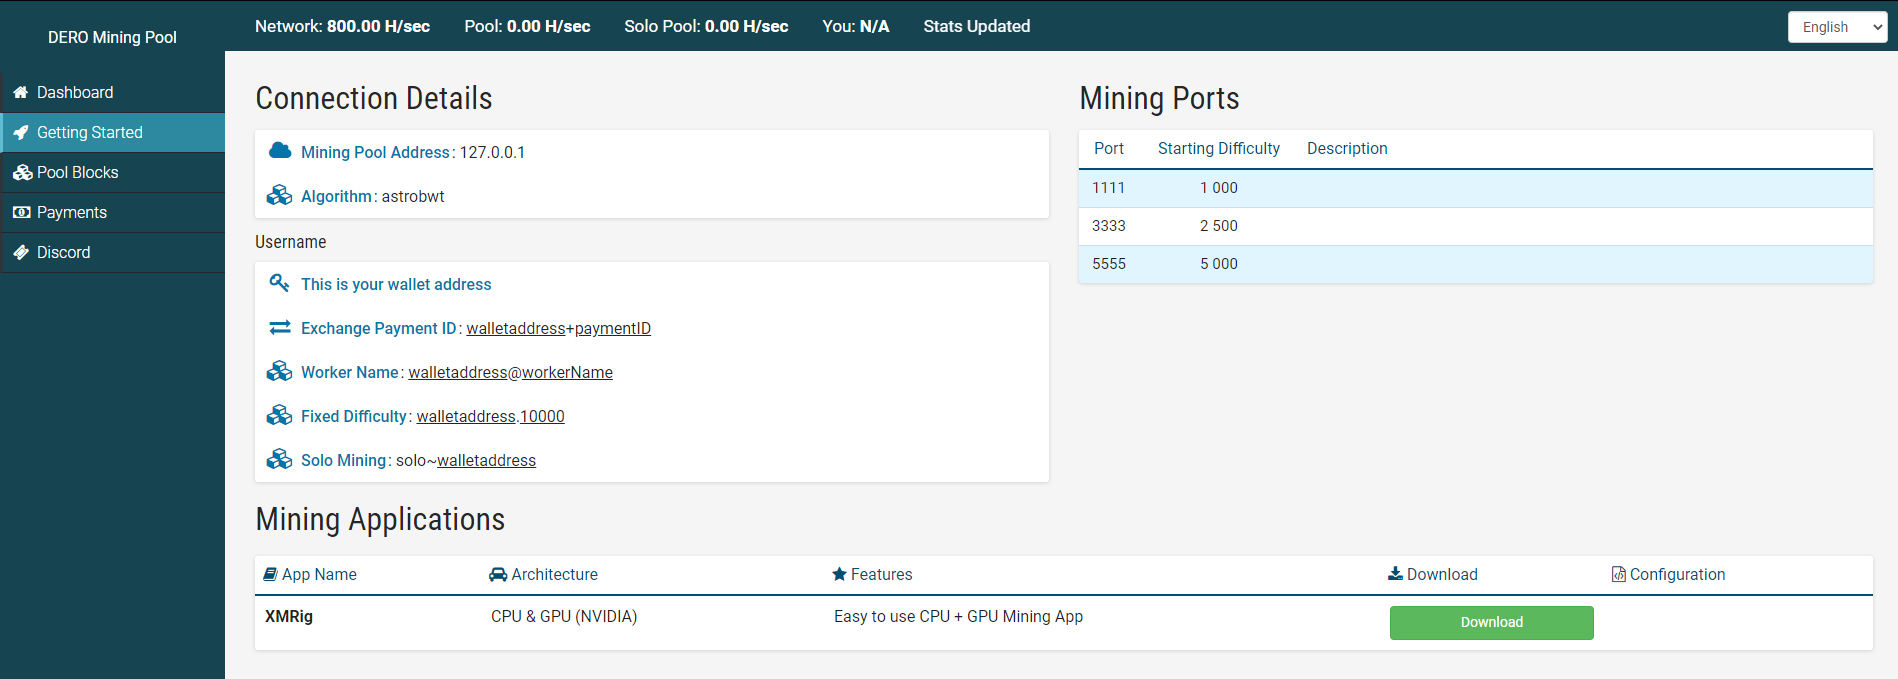 DERO Mining Pool
Network: 800.00 H/sec Pool: 0.00 H/sec Solo Pool: 0.00 H/sec You: N/A Stats Updated
English
Dashboard
Getting Started
Pool Blocks
Payments
Discord
Connection Details
Mining Pool Address: 127.0.0.1
Algorithm: astrobwt
Username
This is your wallet address
Exchange Payment ID: walletaddress+paymentID
Worker Name: walletaddress@workerName
Fixed Difficulty: walletaddress.10000
Solo Mining: solo~walletaddress
Mining Ports
Port Starting Difficulty Description
1111 1 000
3333 2 500
5555 5 000
Mining Applications
App Name Architecture Features Download Configuration
XMRig CPU & GPU (NVIDIA) Easy to use CPU + GPU Mining App Download